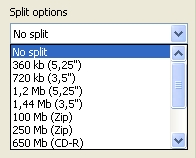 Split options
No split
No split
360 kb (5,25")
720 kb (3,5")
1,2 Mb (5,25")
1,44 Mb (3,5")
100 Mb (Zip)
250 Mb (Zip)
650 Mb (CD-R)